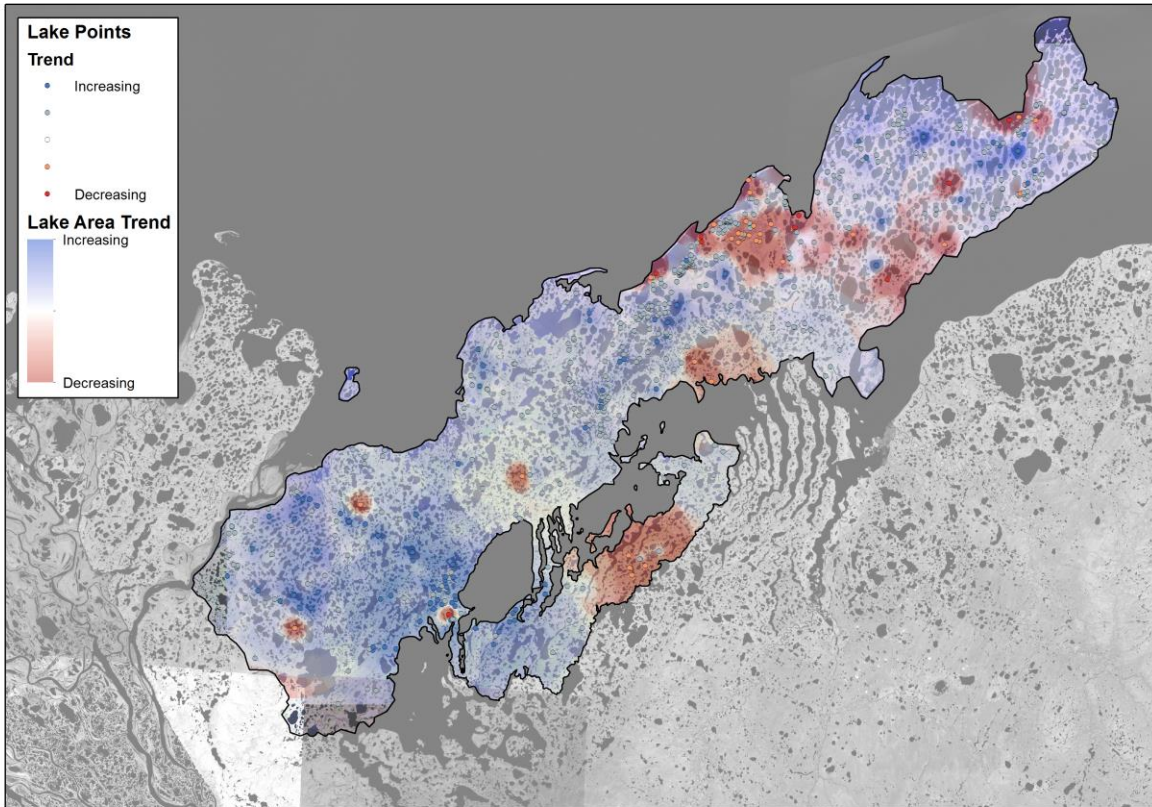 Lake Points
Trend
Increasing
Decreasing
Lake Area Trend
Increasing
Decreasing